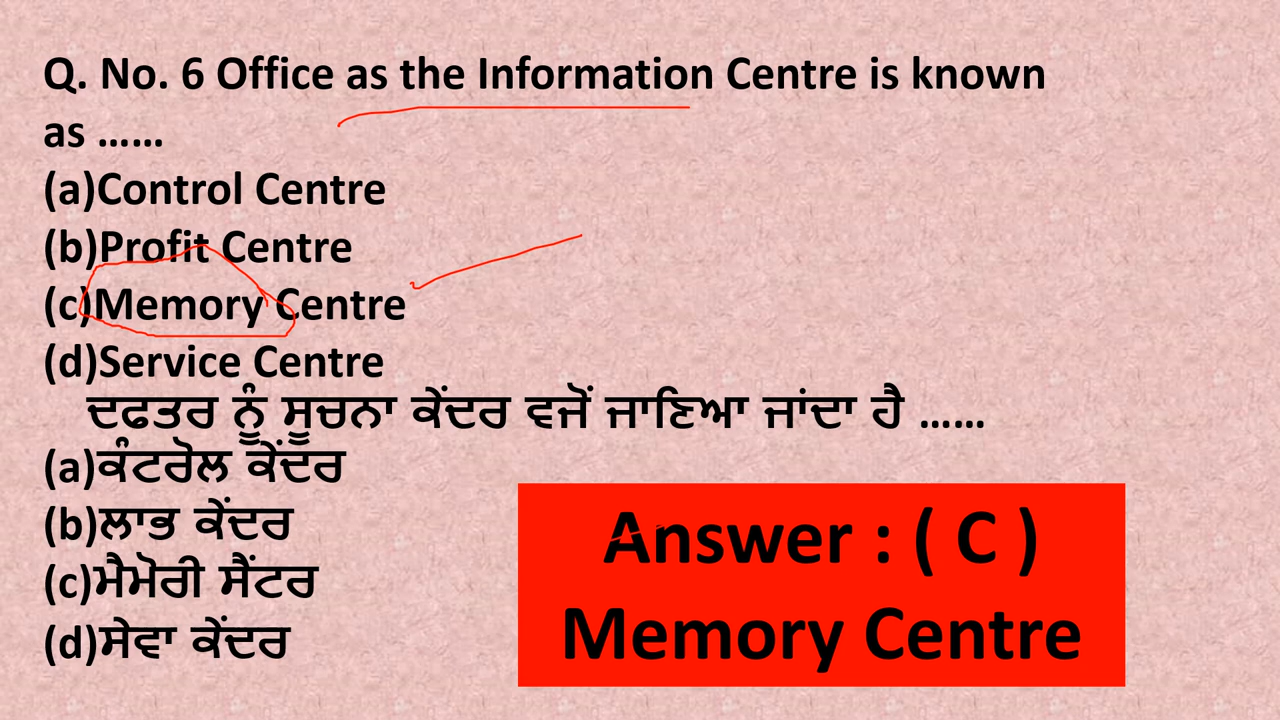 Q. No. 6 Office as the Information Centre is known
as ......
(a)Control Centre
(b)Profit Centre
(c)Memory Centre
(d)Service Centre
ਦਫਤਰ ਨੂੰ ਸੂਚਨਾ ਕੇਂਦਰ ਵਜੋਂ ਜਾਣਿਆ ਜਾਂਦਾ ਹੈ ......
(a)ਕੰਟਰੋਲ ਕੇਂਦਰ
(b)ਲਾਭ ਕੇਂਦਰ
(c)ਮੈਮੋਰੀ ਸੈਂਟਰ
(d)ਸੇਵਾ ਕੇਂਦਰ
Answer : ( C )
Memory Centre